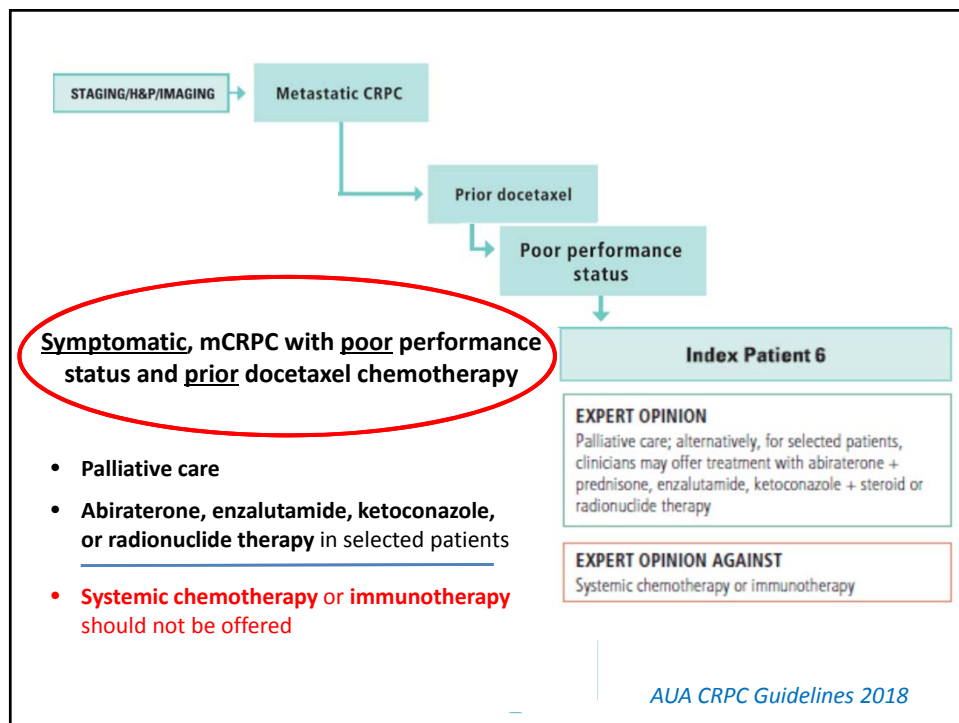 STAGING/H&P/IMAGING
Metastatic CRPC
Prior docetaxel
Poor performance
status
Symptomatic, mCRPC with poor performance
status and prior docetaxel chemotherapy
• Palliative care
• Abiraterone, enzalutamide, ketoconazole,
or radionuclide therapy in selected patients
• Systemic chemotherapy or immunotherapy
should not be offered
Index Patient 6
EXPERT OPINION
Palliative care; alternatively, for selected patients,
clinicians may offer treatment with abiraterone +
prednisone, enzalutamide, ketoconazole + steroid or
radionuclide therapy
EXPERT OPINION AGAINST
Systemic chemotherapy or immunotherapy
AUA CRPC Guidelines 2018